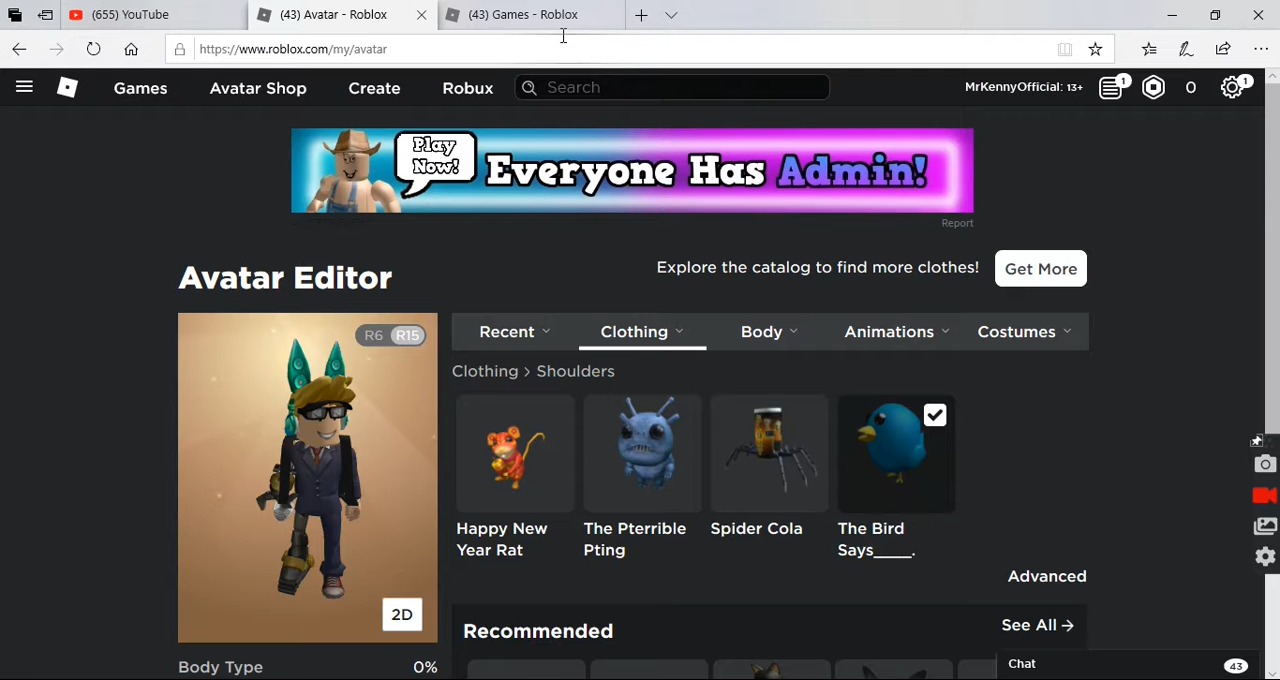 (655) YouTube
(43) Avatar - Roblox
(43) Games - Roblox
https://www.roblox.com/my/avatar
Games
Avatar Shop
Create
Robux
Search
MrKennyOfficial: 13+
1
0
1
Play Now!
Everyone Has Admin!
Report
Avatar Editor
Explore the catalog to find more clothes!
Get More
R6
R15
Recent
Clothing
Body
Animations
Costumes
Clothing > Shoulders
Happy New Year Rat
The Pterrible Pting
Spider Cola
The Bird Says____.
Advanced
2D
Recommended
See All
Body Type
0%
Chat
43